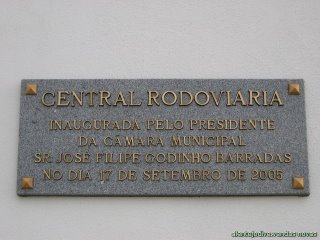 CENTRAL RODOVIÁRIA
INAUGURADA PELO PRESIDENTE
DA CÂMARA MUNICIPAL
SR. JOSÉ FILIPE GODINHO BARRADAS
NO DIA 17 DE SETEMBRO DE 2005